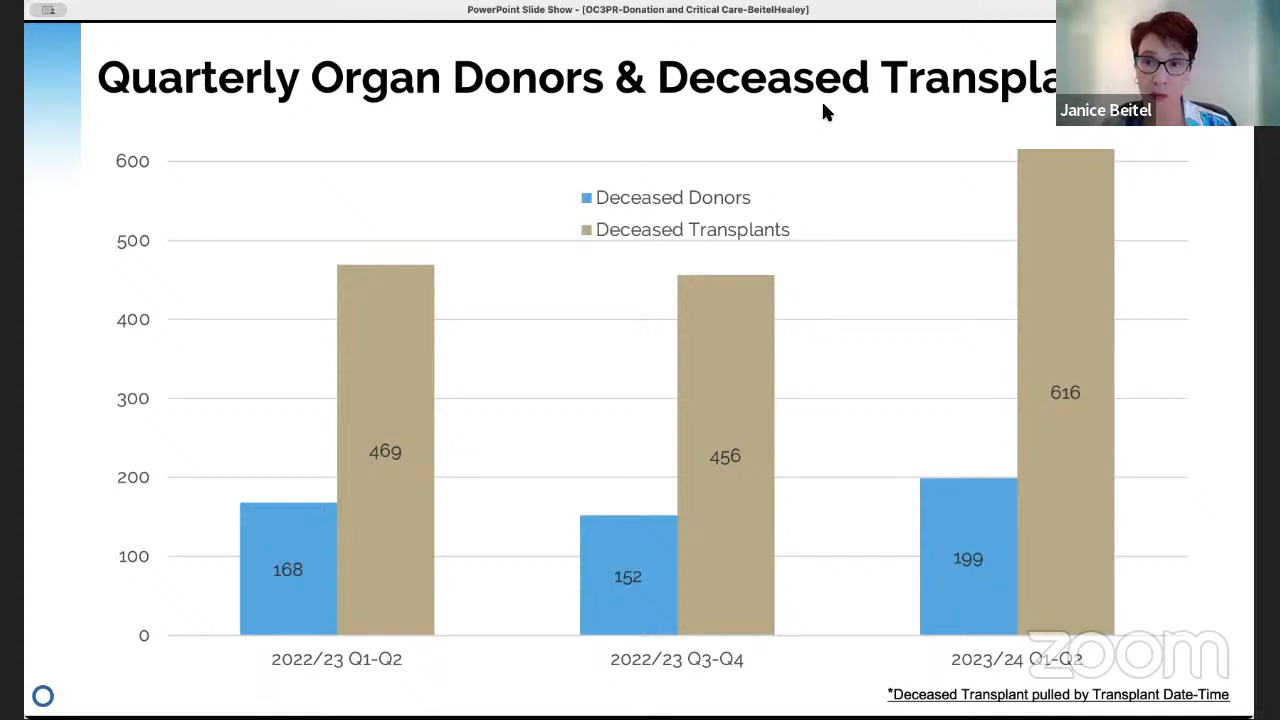 PowerPoint Slide Show - [OC3PR-Donation and Critical Care-BeitelHealey]
Quarterly Organ Donors & Deceased Transpla
Janice Beitel
600
500
400
300
200
100
0
Deceased Donors
Deceased Transplants
168
469
152
456
199
616
2022/23 Q1-Q2
2022/23 Q3-Q4
2023/24 Q1-Q2
zoom
*Deceased Transplant pulled by Transplant Date-Time